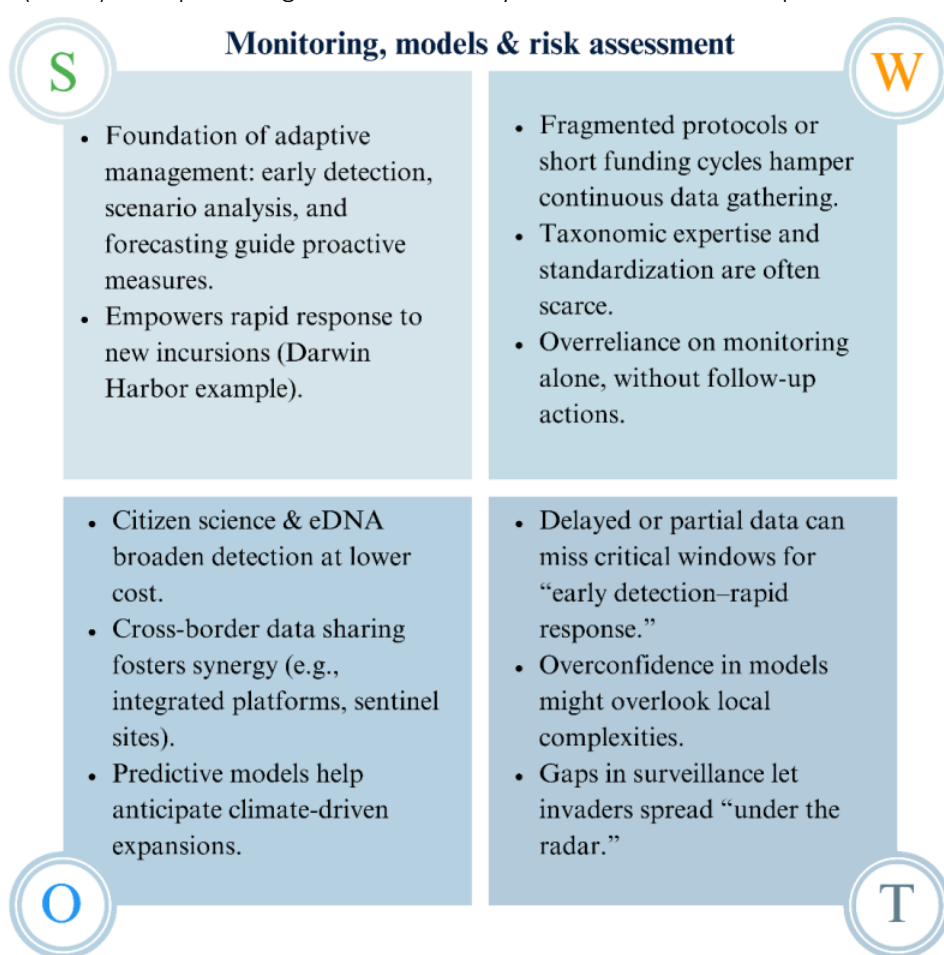 Monitoring, models & risk assessment
S
• Foundation of adaptive
management: early detection,
scenario analysis, and
forecasting guide proactive
measures.
• Empowers rapid response to
new incursions (Darwin
Harbor example).
W
• Fragmented protocols or
short funding cycles hamper
continuous data gathering.
• Taxonomic expertise and
standardization are often
scarce.
• Overreliance on monitoring
alone, without follow-up
actions.
• Citizen science & eDNA
broaden detection at lower
cost.
• Cross-border data sharing
fosters synergy (e.g.,
integrated platforms, sentinel
sites).
• Predictive models help
anticipate climate-driven
expansions.
O
• Delayed or partial data can
miss critical windows for
“early detection–rapid
response.”
• Overconfidence in models
might overlook local
complexities.
• Gaps in surveillance let
invaders spread “under the
radar.”
T